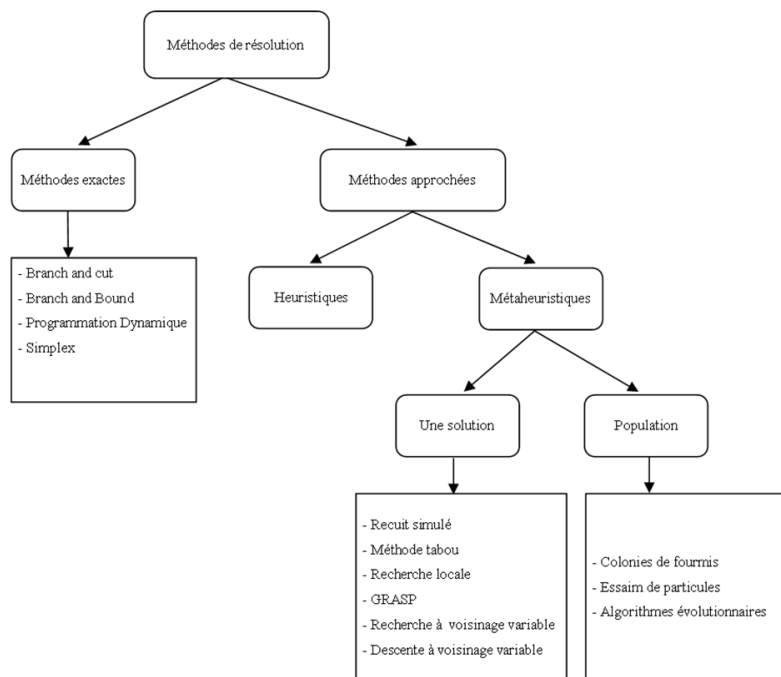 Méthodes de résolution
Méthodes exactes
Méthodes approchées
- Branch and cut
- Branch and Bound
- Programmation Dynamique
- Simplex
Heuristiques
Métaheuristiques
Une solution
Population
- Recuit simulé
- Méthode tabou
- Recherche locale
- GRASP
- Recherche à voisinage variable
- Descente à voisinage variable
- Colonies de fourmis
- Essaim de particules
- Algorithmes évolutionnaires